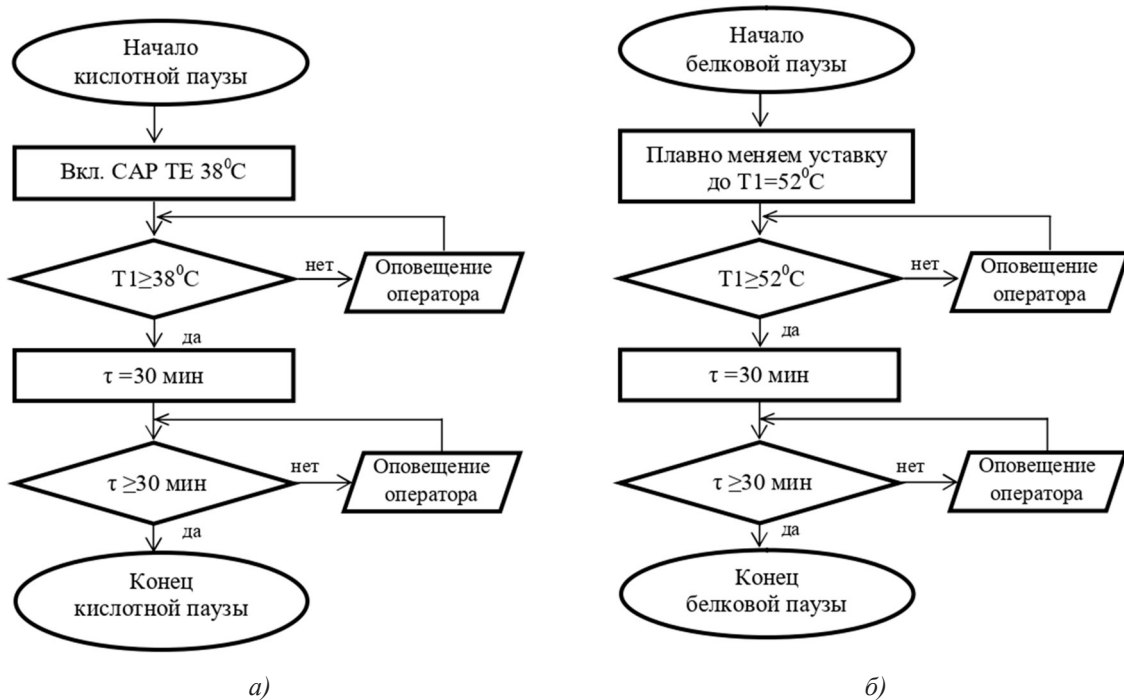 Начало
кислотной паузы
Вкл. САР ТЕ 38⁰С
Т1≥38⁰С
нет
Оповещение
оператора
да
τ =30 мин
τ ≥30 мин
нет
Оповещение
оператора
да
Конец
кислотной паузы
а)
Начало
белковой паузы
Плавно меняем уставку
до Т1=52⁰С
Т1≥52⁰С
нет
Оповещение
оператора
да
τ =30 мин
τ ≥30 мин
нет
Оповещение
оператора
да
Конец
белковой паузы
б)